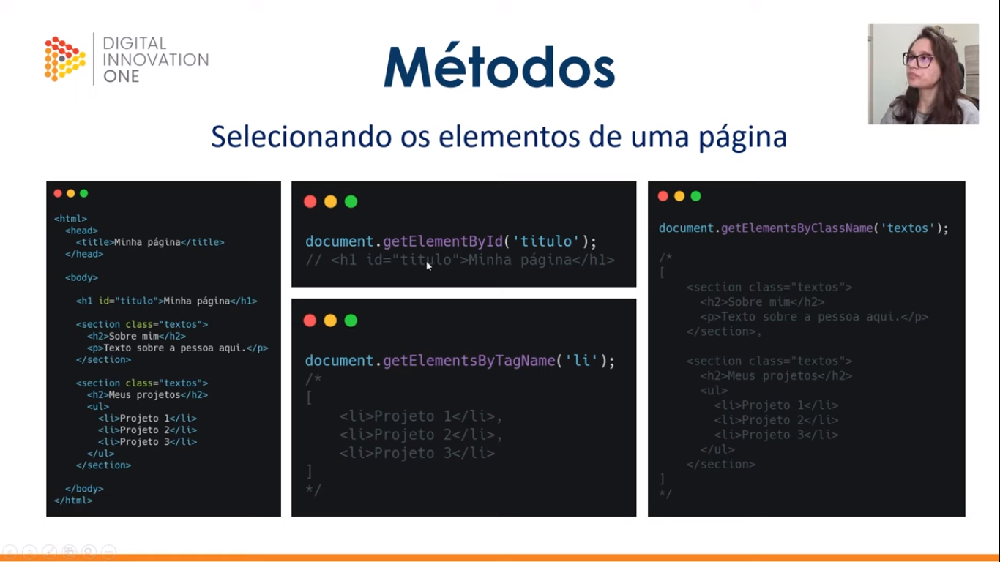 DIGITAL
INNOVATION
ONE
Métodos
Selecionando os elementos de uma página
<html>
<head>
<title>Minha página</title>
</head>
<body>
<h1 id="titulo">Minha página</h1>
<section class="textos">
<h2>Sobre mim</h2>
<p>Texto sobre a pessoa aqui.</p>
</section>
<section class="textos">
<h2>Meus projetos</h2>
<ul>
<li>Projeto 1</li>
<li>Projeto 2</li>
<li>Projeto 3</li>
</ul>
</section>
</body>
</html>
document.getElementById('titulo');
// <h1 id="titulo">Minha página</h1>
document.getElementsByTagName('li');
/*
[
<li>Projeto 1</li>,
<li>Projeto 2</li>,
<li>Projeto 3</li>
]
*/
document.getElementsByClassName('textos');
/*
[
<section class="textos">
<h2>Sobre mim</h2>
<p>Texto sobre a pessoa aqui.</p>
</section>,
<section class="textos">
<h2>Meus projetos</h2>
<ul>
<li>Projeto 1</li>
<li>Projeto 2</li>
<li>Projeto 3</li>
</ul>
</section>
]
*/